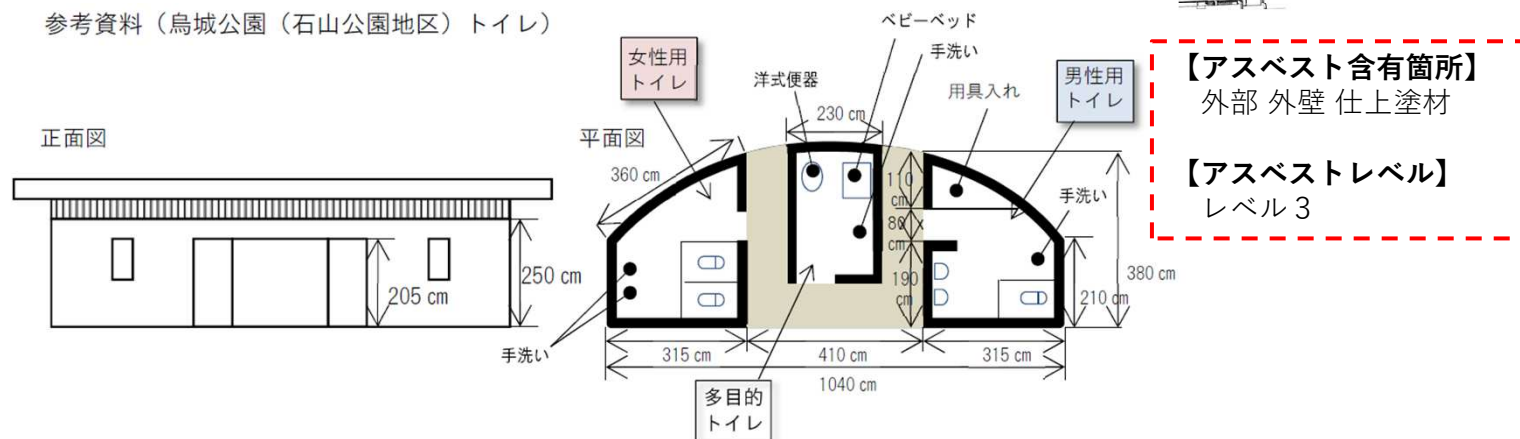 参考資料（烏城公園（石山公園地区）トイレ）
正面図
250 cm
205 cm
平面図
女性用
トイレ
洋式便器
ベビーベッド
手洗い
用具入れ
男性用
トイレ
230 cm
360 cm
110
cm
80
cm
190
cm
手洗い
380 cm
210 cm
手洗い
315 cm
410 cm
315 cm
1040 cm
多目的
トイレ
【アスベスト含有箇所】
外部 外壁 仕上塗材
【アスベストレベル】
レベル３